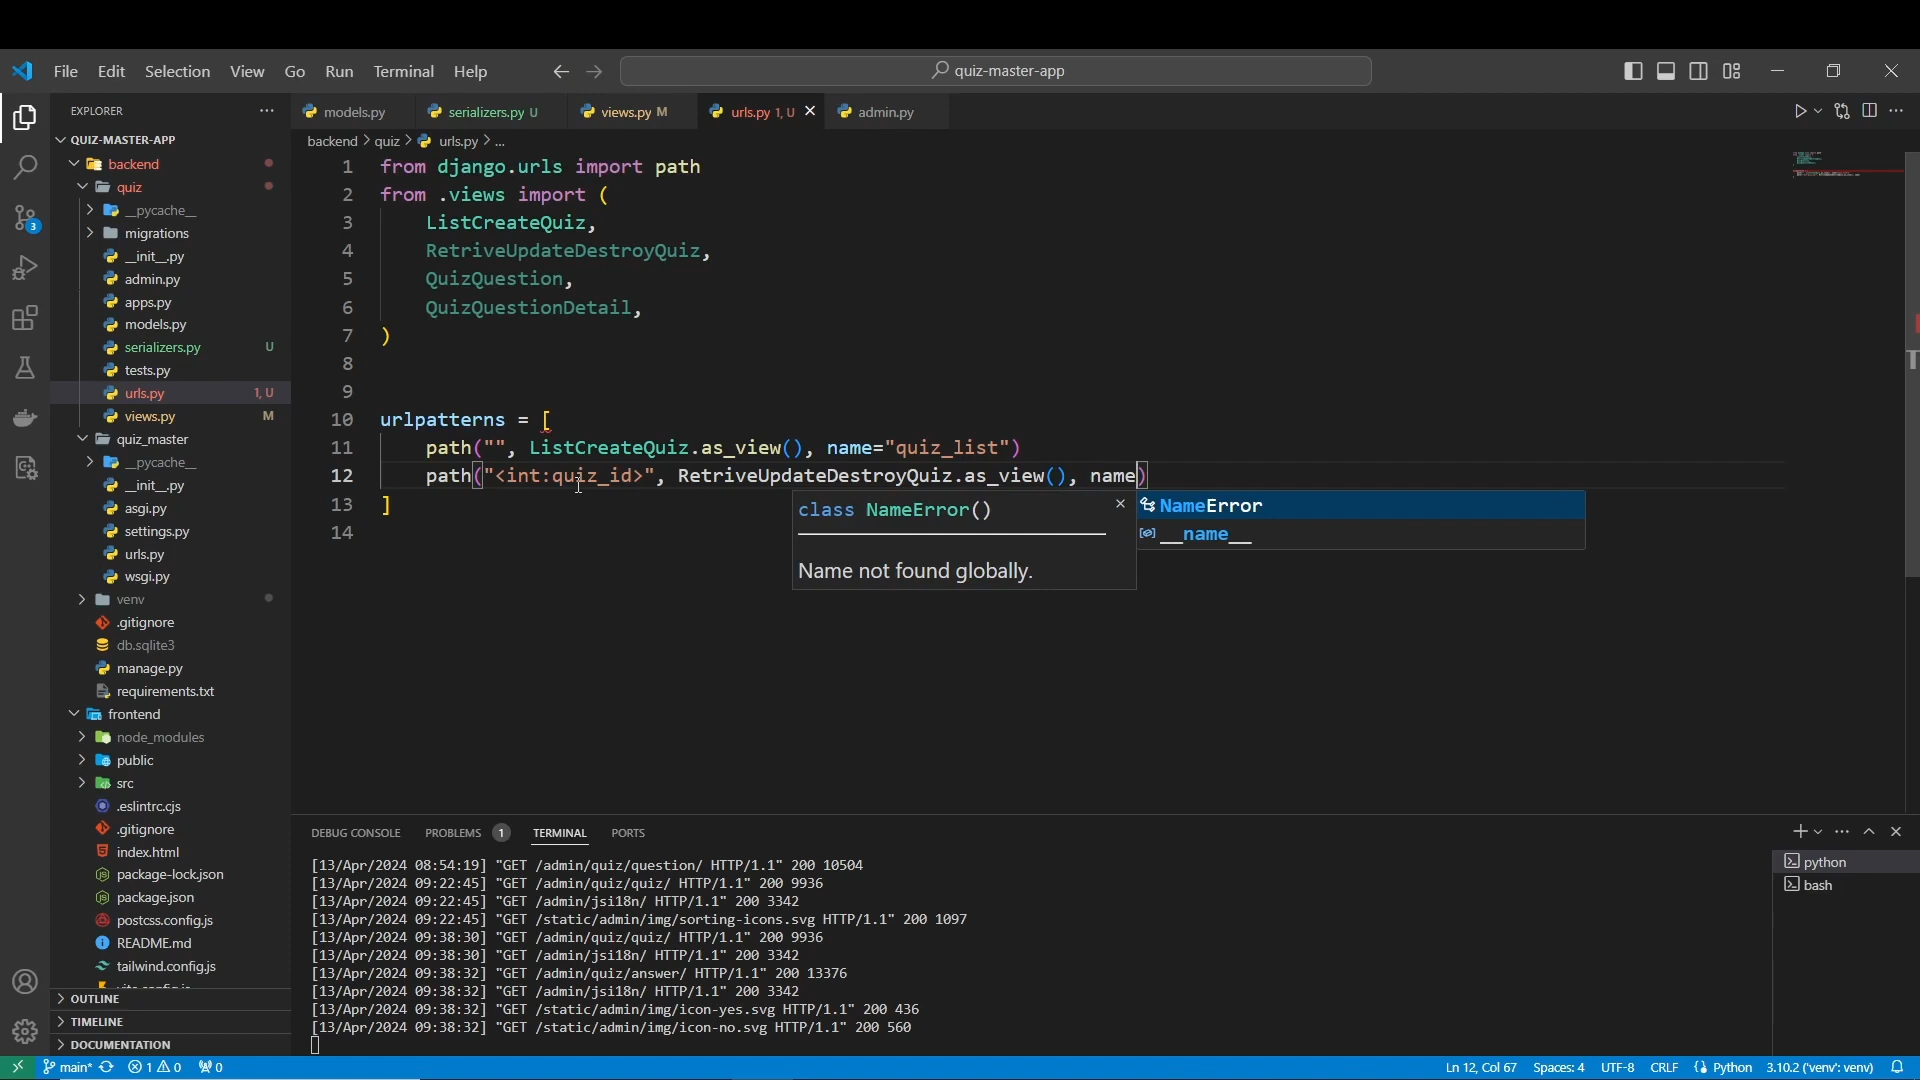 File Edit Selection View Go Run Terminal Help
quiz-master-app
EXPLORER
models.py
serializers.py U
views.py M
urls.py 1, U
admin.py
backend > quiz > urls.py > ...
QUIZ-MASTER-APP
backend
quiz
__pycache__
migrations
__init__.py
admin.py
apps.py
models.py
serializers.py U
tests.py
urls.py 1, U
views.py M
quiz_master
__pycache__
__init__.py
asgi.py
settings.py
urls.py
wsgi.py
venv
.gitignore
db.sqlite3
manage.py
requirements.txt
frontend
node_modules
public
src
.eslintrc.cjs
.gitignore
index.html
package-lock.json
package.json
postcss.config.js
README.md
tailwind.config.js
OUTLINE
TIMELINE
DOCUMENTATION
3
1 from django.urls import path
2 from .views import (
3 ListCreateQuiz,
4 RetriveUpdateDestroyQuiz,
5 QuizQuestion,
6 QuizQuestionDetail,
7 )
8
9
10 urlpatterns = [
11 path("", ListCreateQuiz.as_view(), name="quiz_list")
12 path("<int:quiz_id>", RetriveUpdateDestroyQuiz.as_view(), name)
13 ]
14
class NameError()
Name not found globally.
NameError
__name__
DEBUG CONSOLE PROBLEMS 1 TERMINAL PORTS
[13/Apr/2024 08:54:19] "GET /admin/quiz/question/ HTTP/1.1" 200 10504
[13/Apr/2024 09:22:45] "GET /admin/quiz/quiz/ HTTP/1.1" 200 9936
[13/Apr/2024 09:22:45] "GET /admin/jsi18n/ HTTP/1.1" 200 3342
[13/Apr/2024 09:22:45] "GET /static/admin/img/sorting-icons.svg HTTP/1.1" 200 1097
[13/Apr/2024 09:38:30] "GET /admin/quiz/quiz/ HTTP/1.1" 200 9936
[13/Apr/2024 09:38:30] "GET /admin/jsi18n/ HTTP/1.1" 200 3342
[13/Apr/2024 09:38:32] "GET /admin/quiz/answer/ HTTP/1.1" 200 13376
[13/Apr/2024 09:38:32] "GET /admin/jsi18n/ HTTP/1.1" 200 3342
[13/Apr/2024 09:38:32] "GET /static/admin/img/icon-yes.svg HTTP/1.1" 200 436
[13/Apr/2024 09:38:32] "GET /static/admin/img/icon-no.svg HTTP/1.1" 200 560
python
bash
main* 1 0 0
Ln 12, Col 67 Spaces: 4 UTF-8 CRLF Python 3.10.2 ('venv': venv)